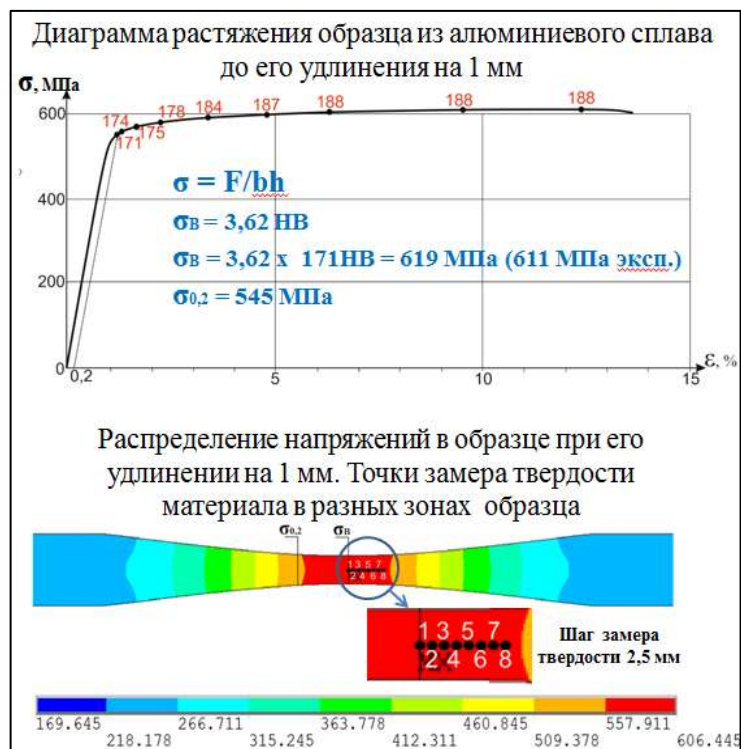 Диаграмма растяжения образца из алюминиевого сплава
до его удлинения на 1 мм
σ, МПа
600
400
200
0
174
171
175
178
184
187
188
188
188
σ = F/bh
σв = 3,62 НВ
σв = 3,62 х 171НВ = 619 МПа (611 МПа эксп.)
σ0,2 = 545 МПа
0,2
5
10
15
Ɛ, %
Распределение напряжений в образце при его
удлинении на 1 мм. Точки замера твердости
материала в разных зонах образца
σ0,2
σв
1 3 5 7
2 4 6 8
1 3 5 7
2 4 6 8
Шаг замера
твердости 2,5 мм
169.645 266.711 363.778 460.845 557.911
218.178 315.245 412.311 509.378 606.445